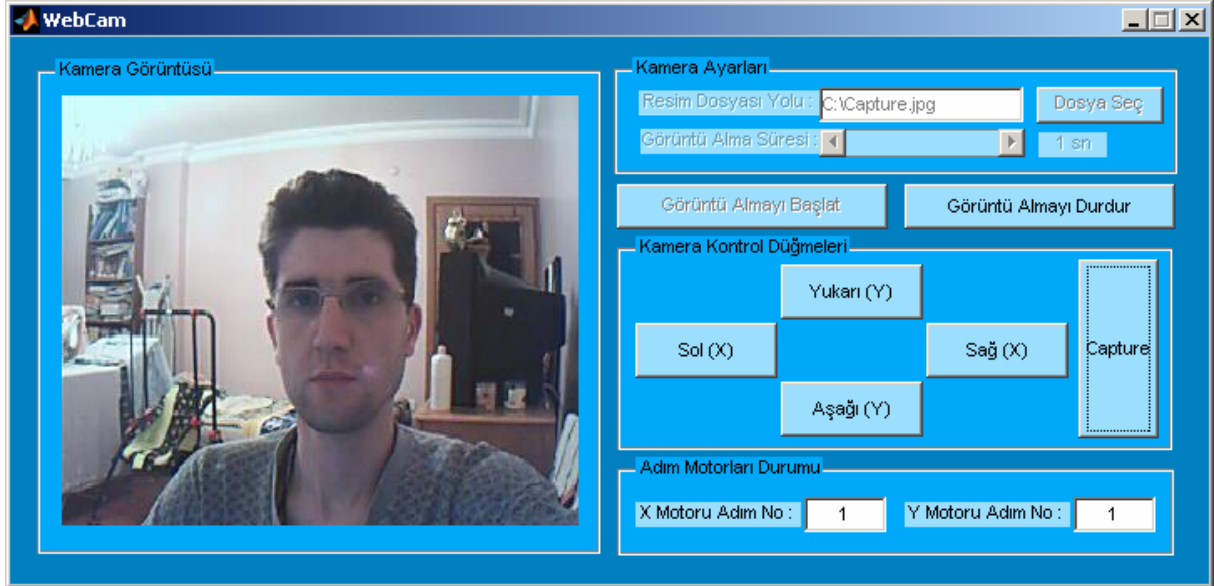 WebCam
Kamera Görüntüsü
Kamera Ayarları
Resim Dosyası Yolu : C:\Capture.jpg Dosya Seç
Görüntü Alma Süresi : 1 sn
Görüntü Almayı Başlat Görüntü Almayı Durdur
Kamera Kontrol Düğmeleri
Yukarı (Y)
Sol (X) Sağ (X) Capture
Aşağı (Y)
Adım Motorları Durumu
X Motoru Adım No : 1 Y Motoru Adım No : 1